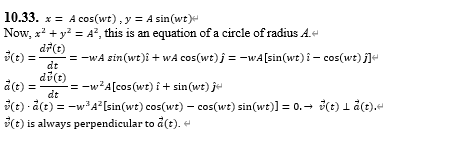 10.33. x = A cos(wt) , y = A sin(wt)↵
Now, x² + y² = A², this is an equation of a circle of radius A.↵
v⃗(t) = dr⃗(t)/dt = −wA sin(wt)î + wA cos(wt) ĵ = −wA[sin(wt) î − cos(wt) ĵ]↵
a⃗(t) = dv⃗(t)/dt = −w²A[cos(wt) î + sin(wt) ĵ↵
v⃗(t) · a⃗(t) = −w³A²[sin(wt) cos(wt) − cos(wt) sin(wt)] = 0.→ v⃗(t) ⊥ a⃗(t).↵
v⃗(t) is always perpendicular to a⃗(t). ↵